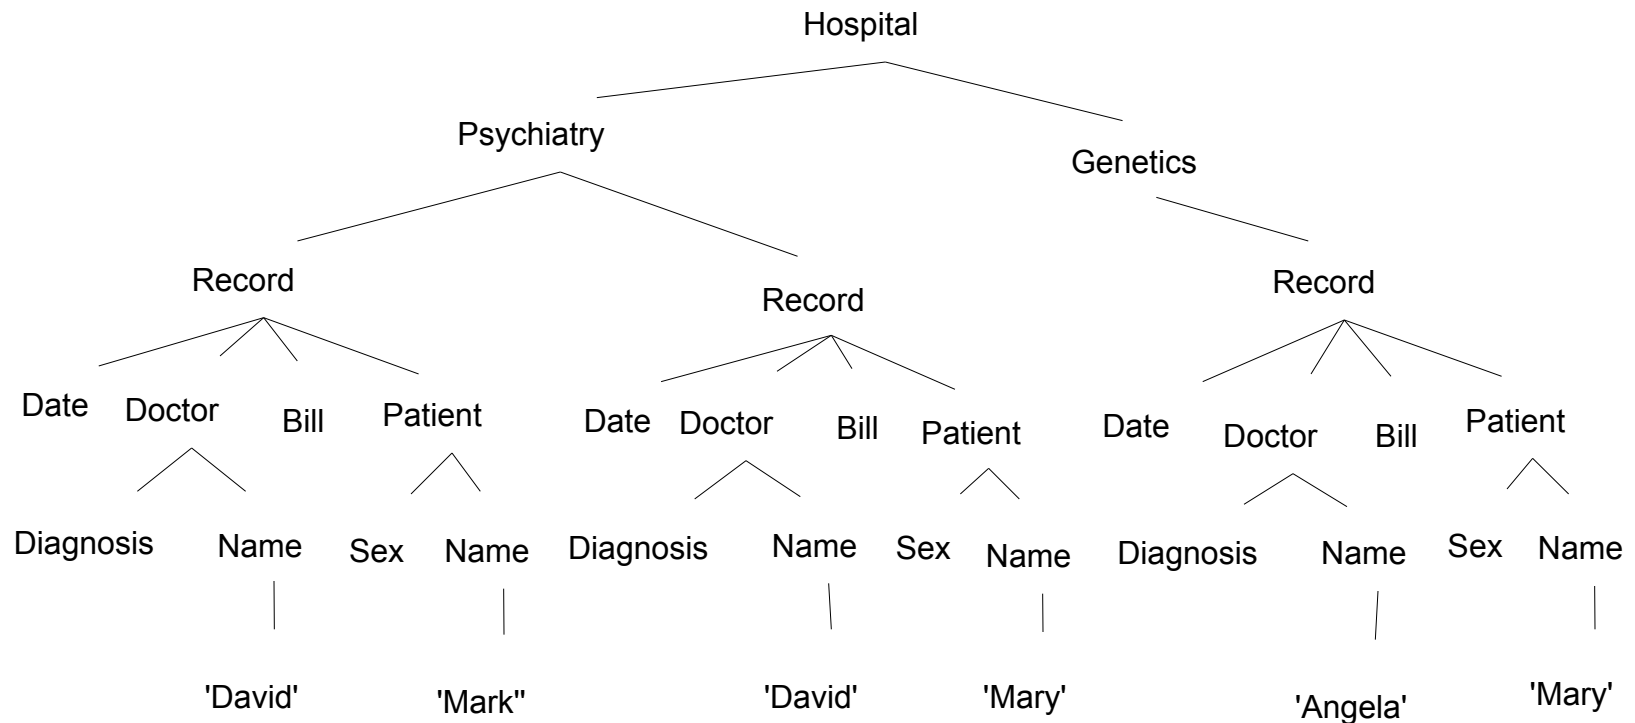 Hospital
Psychiatry
Genetics
Record
Record
Record
Date Doctor Bill Patient
Date Doctor Bill Patient
Date Doctor Bill Patient
Diagnosis Name Sex Name
Diagnosis Name Sex Name
Diagnosis Name Sex Name
'David' 'Mark''
'David' 'Mary'
'Angela' 'Mary'